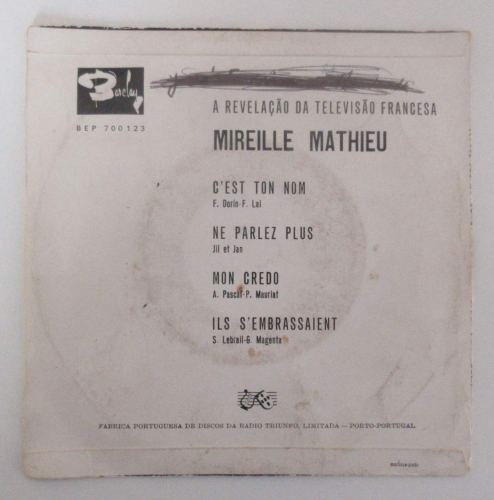 Barclay
BEP 700123
A REVELAÇÃO DA TELEVISÃO FRANCESA
MIREILLE MATHIEU
C'EST TON NOM
F. Dorin-F. Lai
NE PARLEZ PLUS
Jil et Jan
MON CREDO
A. Pascal-P. Mauriat
ILS S'EMBRASSAIENT
S. Lebrail-G. Magenta
FABRICA PORTUGUESA DE DISCOS DA RADIO TRIUNFO, LIMITADA — PORTO-PORTUGAL